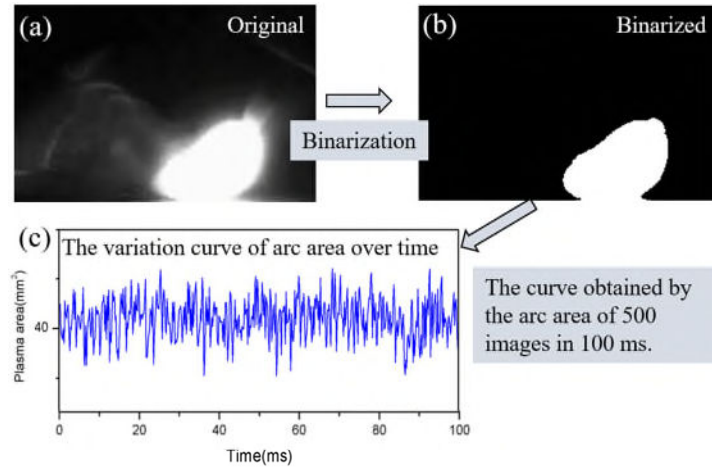 (a)
Original
Binarization
(b)
Binarized
(c)
The variation curve of arc area over time
Plasma area(mm²)
40
0
20
40
60
80
100
Time(ms)
The curve obtained by
the arc area of 500
images in 100 ms.